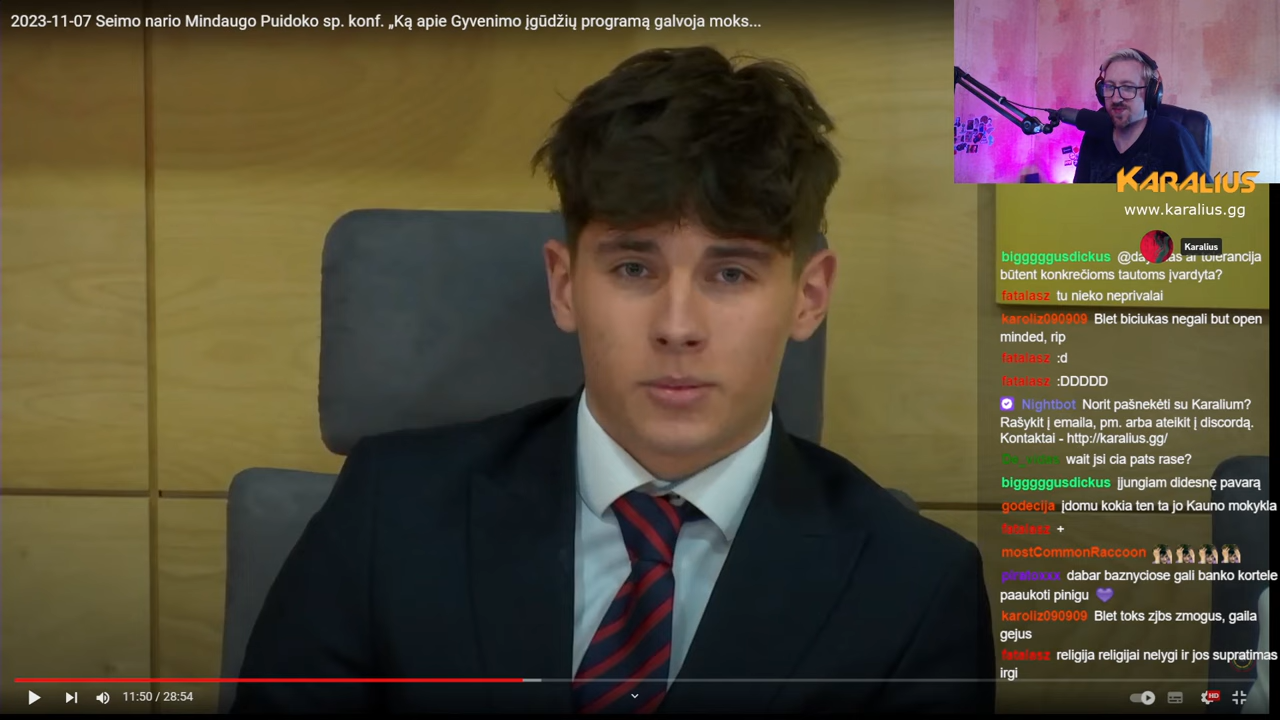 2023-11-07 Seimo nario Mindaugo Puidoko sp. konf. „Ką apie Gyvenimo įgūdžių programą galvoja moks...
KARALIUS
www.karalius.gg
Karalius
bigggggusdickus tolerancija
būtent konkrečioms tautoms įvardyta?
fatalasz tu nieko neprivalai
karoliz090909 Blet biciukas negali but open
minded, rip
fatalasz :d
fatalasz :DDDDD
Nightbot Norit pašnekėti su Karalium?
Rašykit į emaila, pm. arba ateikit į discordą.
Kontaktai - http://karalius.gg/
wait įsi cia pats rase?
bigggggusdickus įjungiam didesnę pavarą
godecija įdomu kokia ten ta jo Kauno mokykla
fatalasz +
mostCommonRaccoon
dabar baznyciose gali banko kortele
paaukoti pinigu
karoliz090909 Blet toks zjbs zmogus, gaila
gejus
fatalasz religija religijai nelygi ir jos supratimas
irgi
11:50 / 28:54
HD